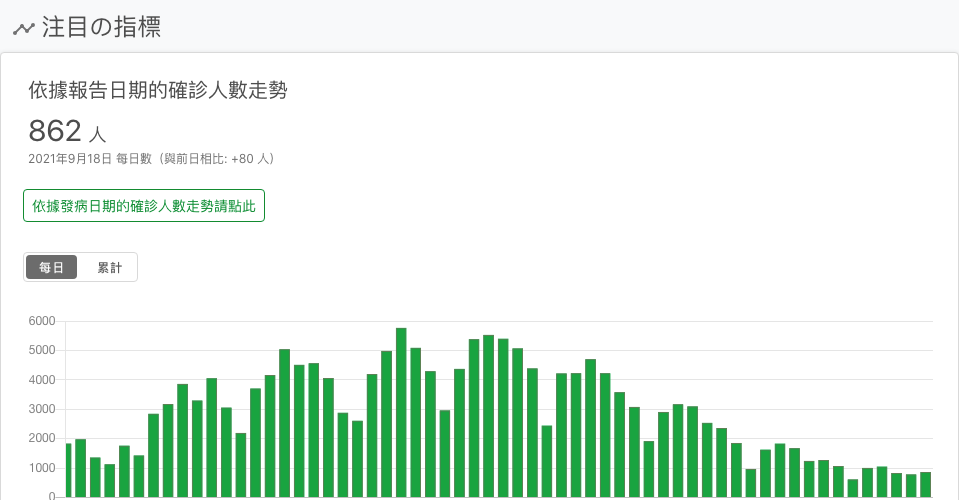 注目の指標
依據報告日期的確診人數走勢
862 人
2021年9月18日 每日數（與前日相比: +80 人）
依據發病日期的確診人數走勢請點此
每日 累計
6000
5000
4000
3000
2000
1000
0